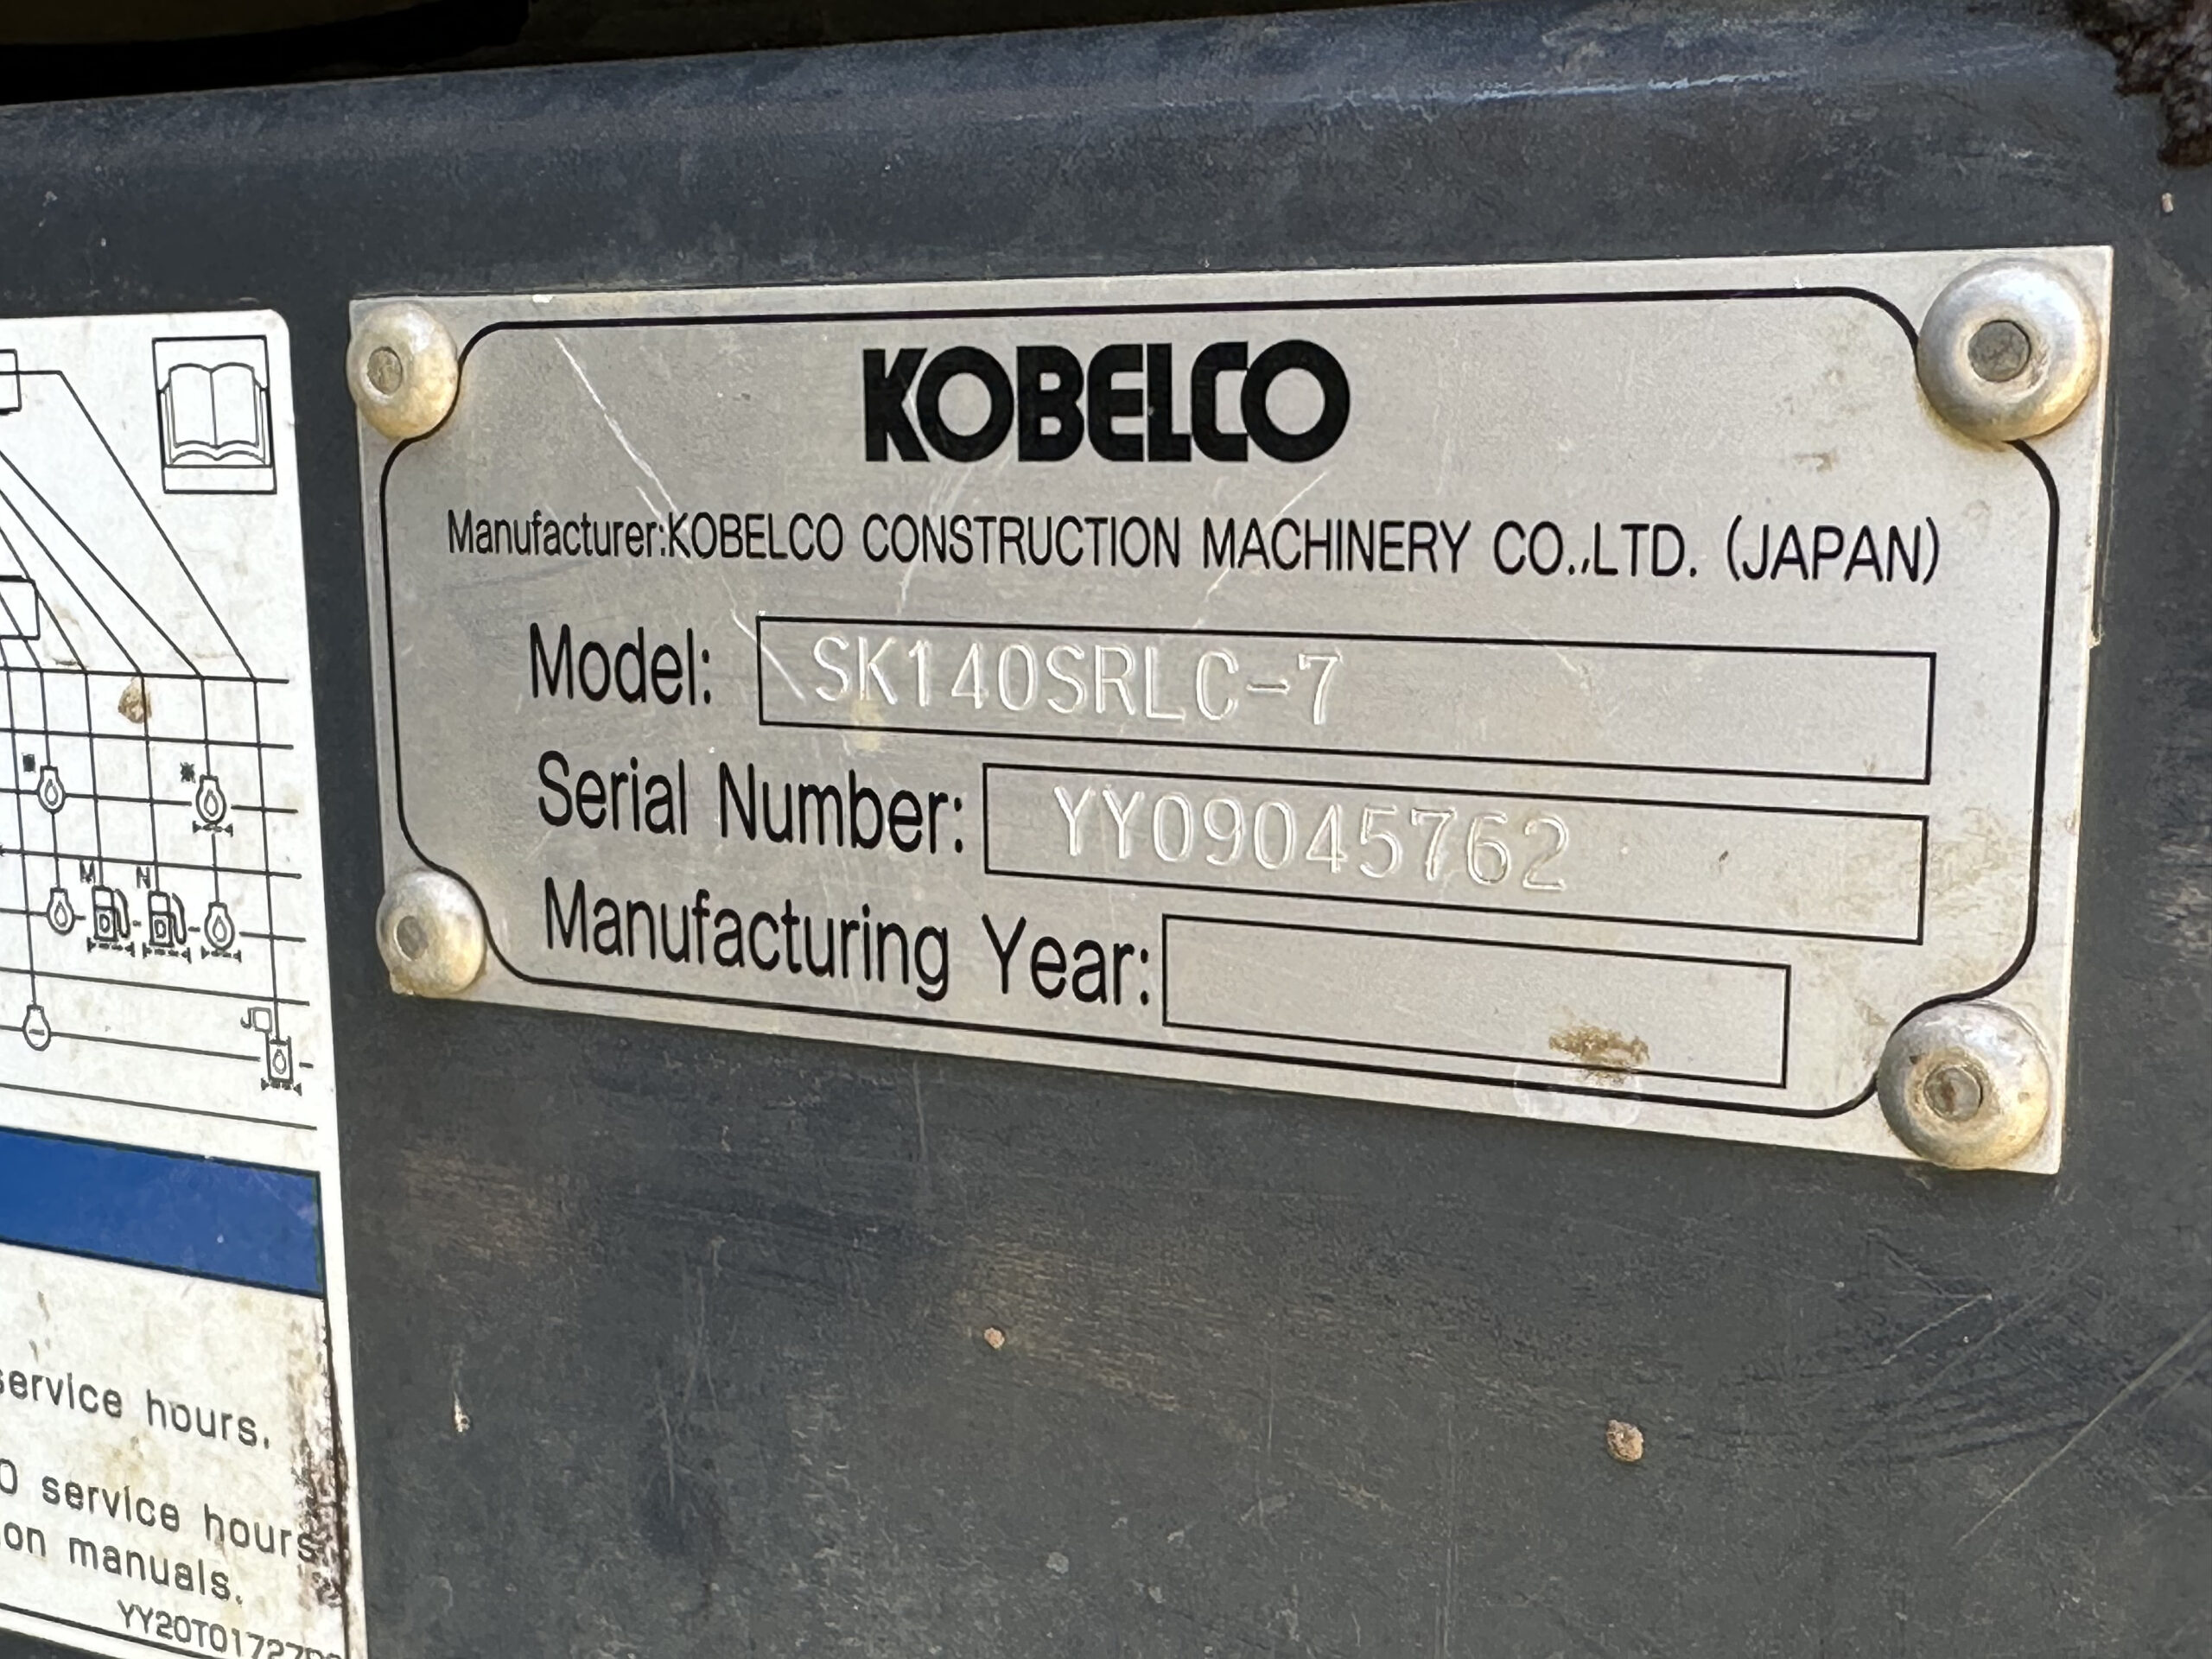 KOBELCO
Manufacturer:KOBELCO CONSTRUCTION MACHINERY CO.,LTD. (JAPAN)
Model: SK140SRLC-7
Serial Number: YY09045762
Manufacturing Year:
M N
J
service hours.
0 service hours
on manuals.